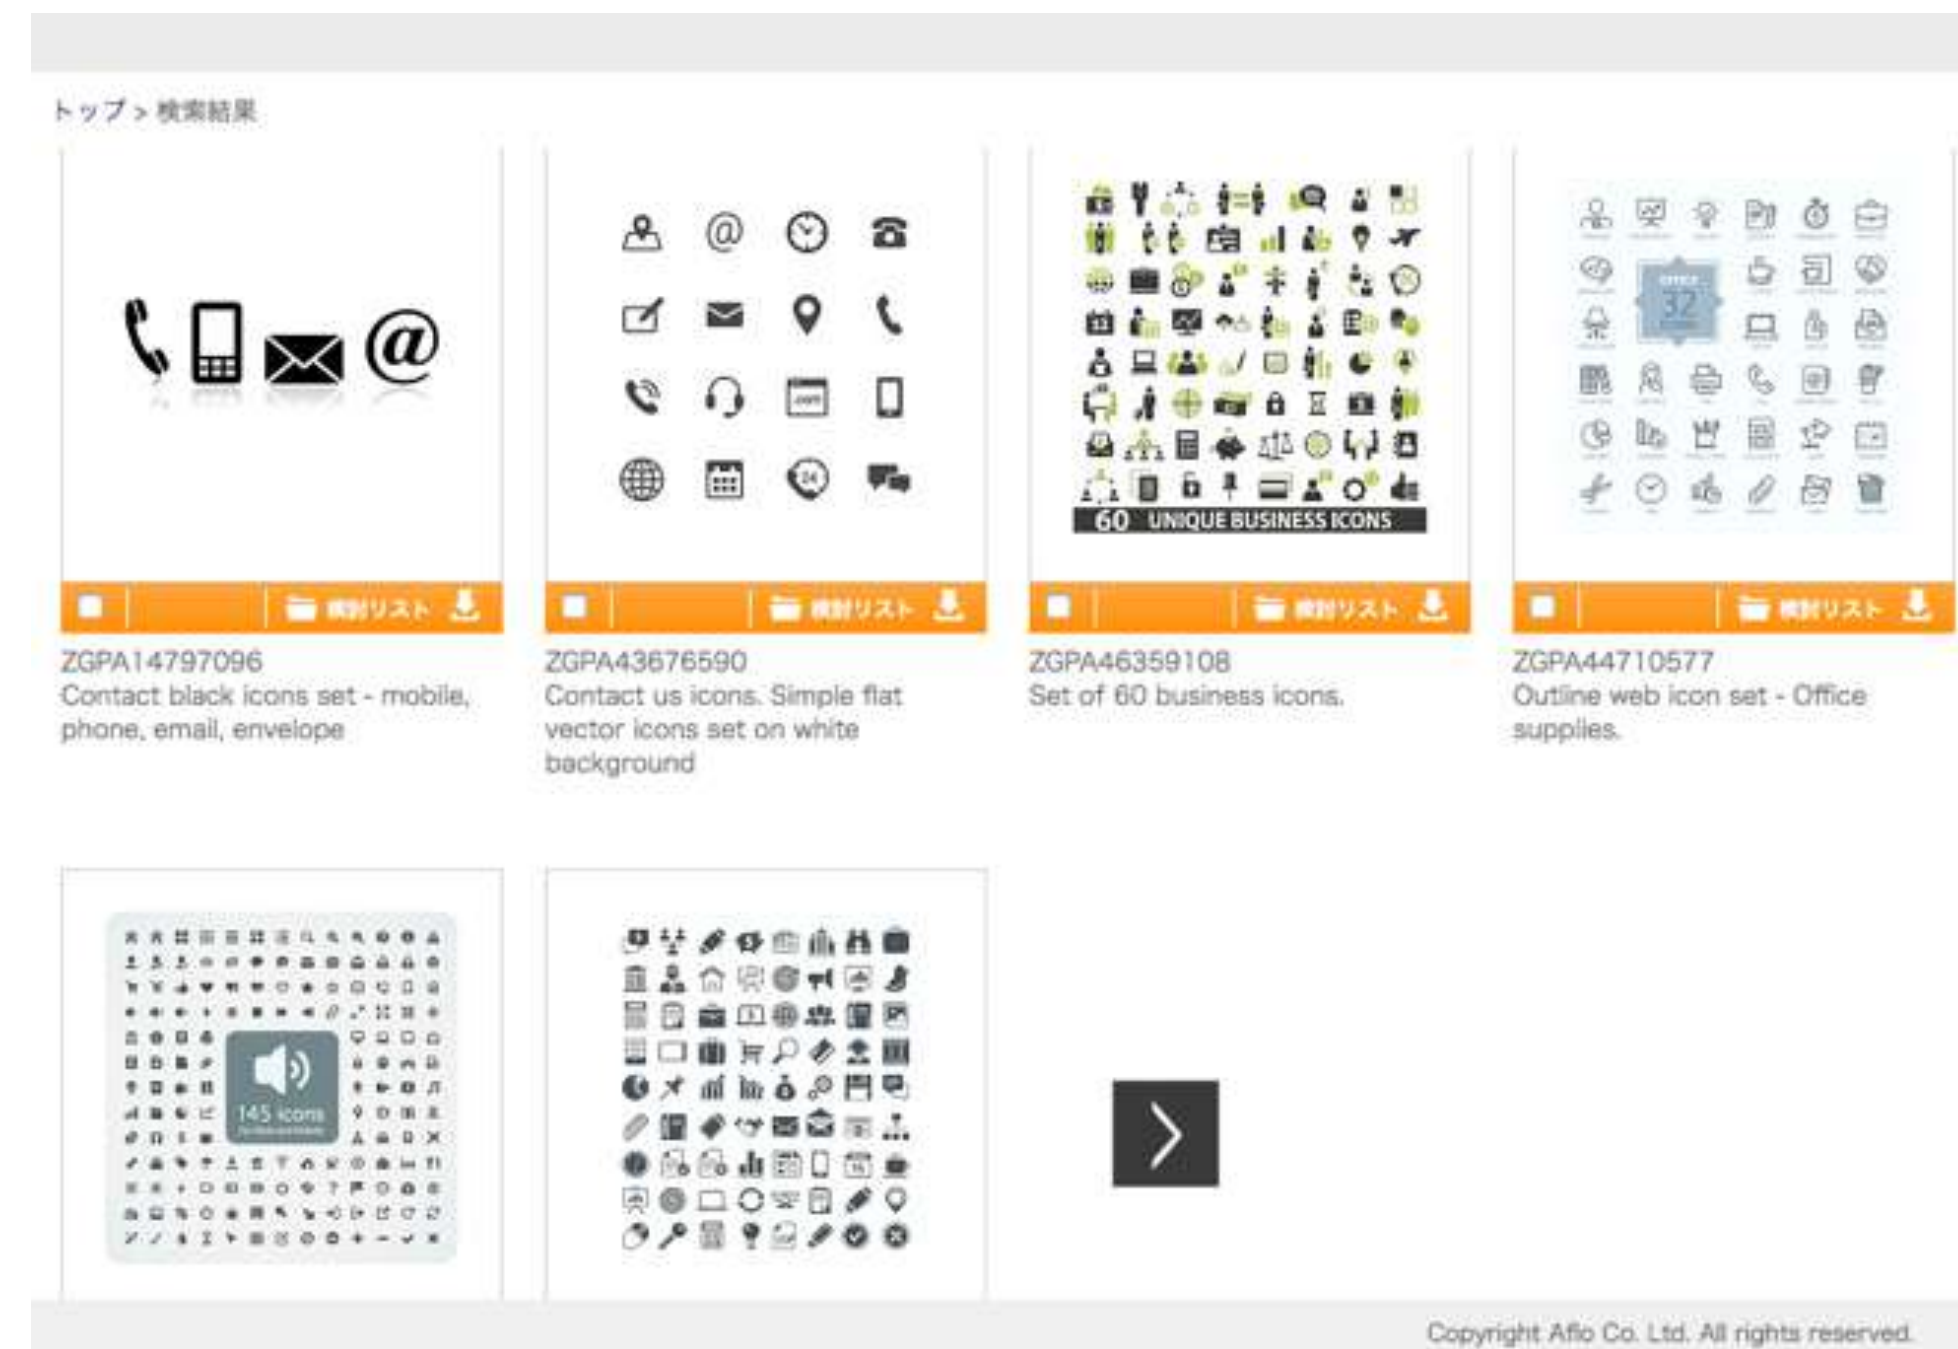 トップ > 検索結果
60 UNIQUE BUSINESS ICONS
OFFICE
32
検討リスト
検討リスト
検討リスト
検討リスト
ZGPA14797096
Contact black icons set - mobile,
phone, email, envelope
ZGPA43676590
Contact us icons. Simple flat
vector icons set on white
background
ZGPA46359108
Set of 60 business icons.
ZGPA44710577
Outline web icon set - Office
supplies.
145 icons
Copyright Aflo Co. Ltd. All rights reserved.